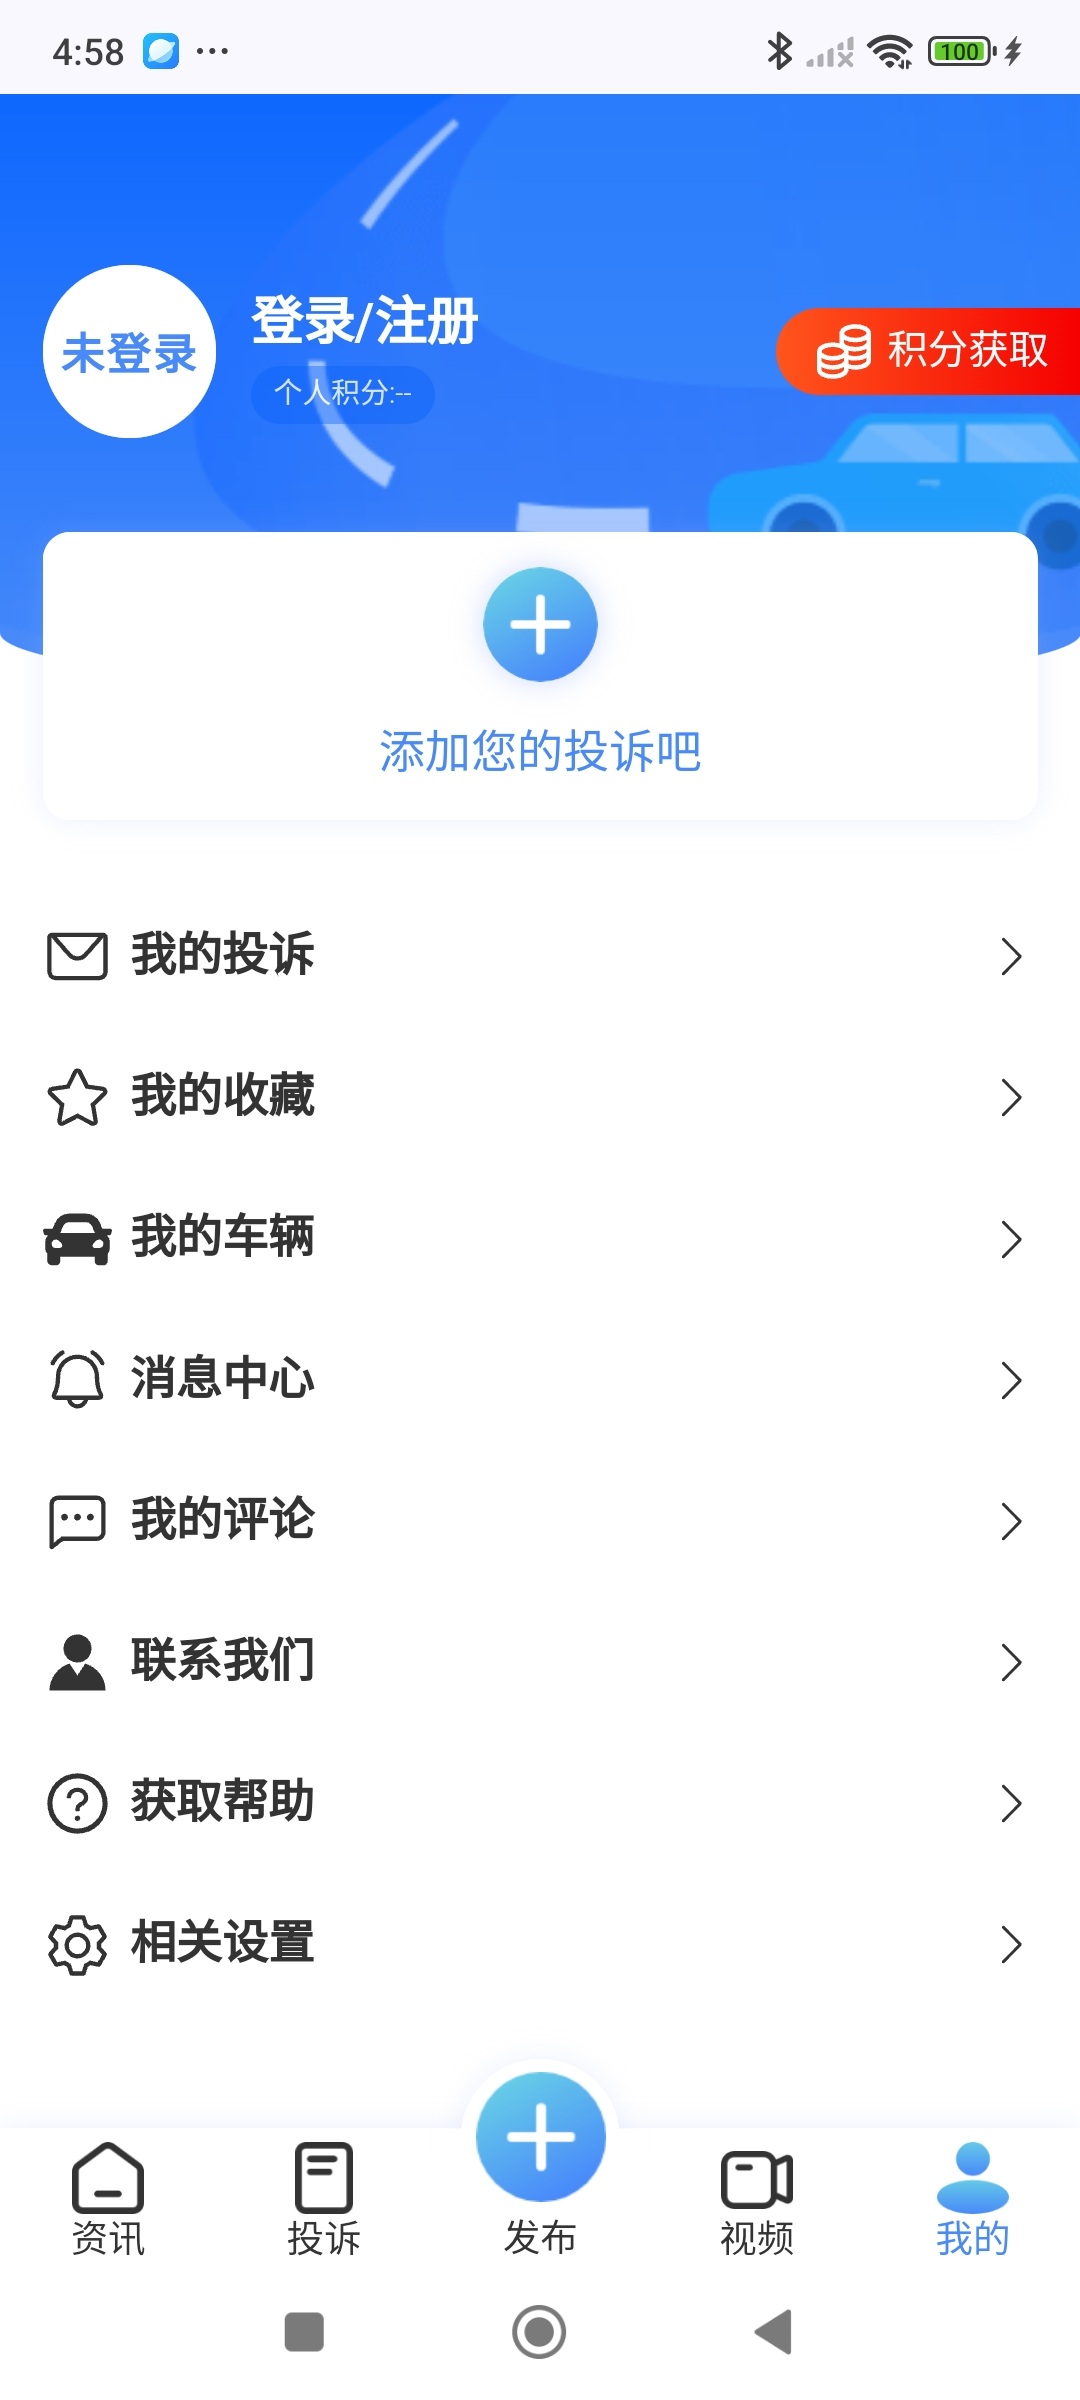 4:58
100
未登录
登录/注册
个人积分:--
积分获取
添加您的投诉吧
我的投诉
我的收藏
我的车辆
消息中心
我的评论
联系我们
获取帮助
相关设置
资讯
投诉
发布
视频
我的